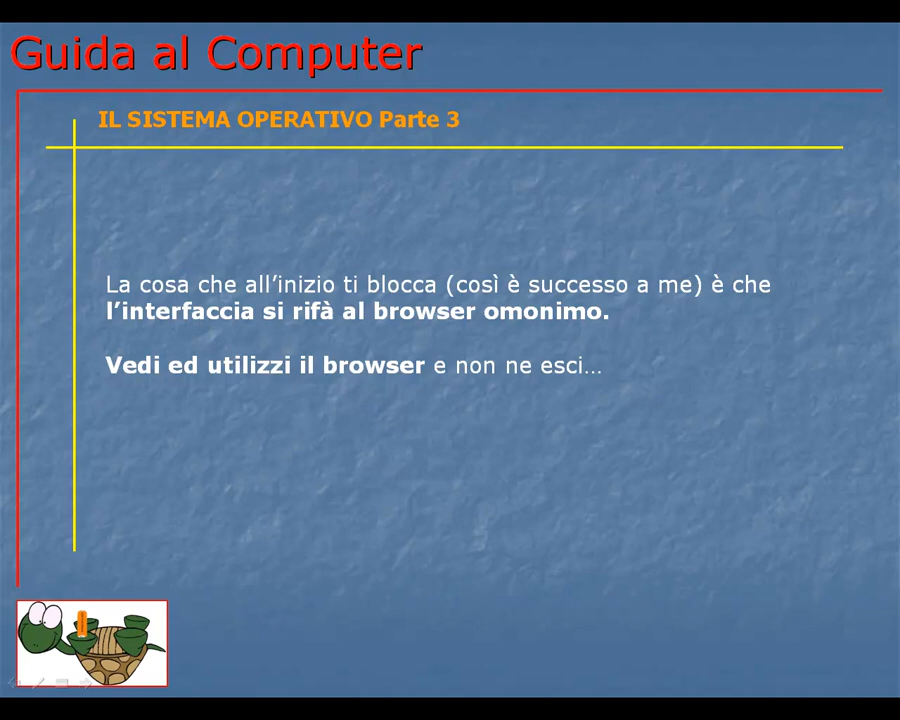 Guida al Computer
IL SISTEMA OPERATIVO Parte 3
La cosa che all’inizio ti blocca (così è successo a me) è che
l’interfaccia si rifà al browser omonimo.
Vedi ed utilizzi il browser e non ne esci…